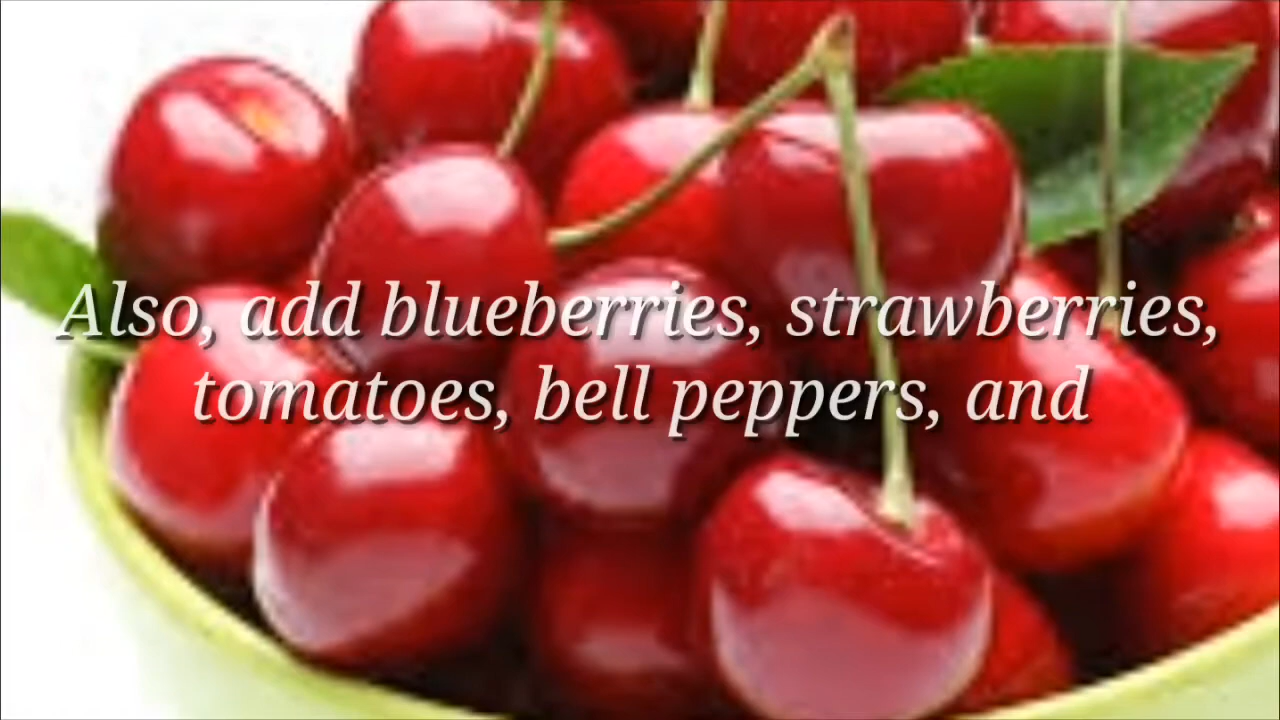 Also, add blueberries, strawberries,
tomatoes, bell peppers, and